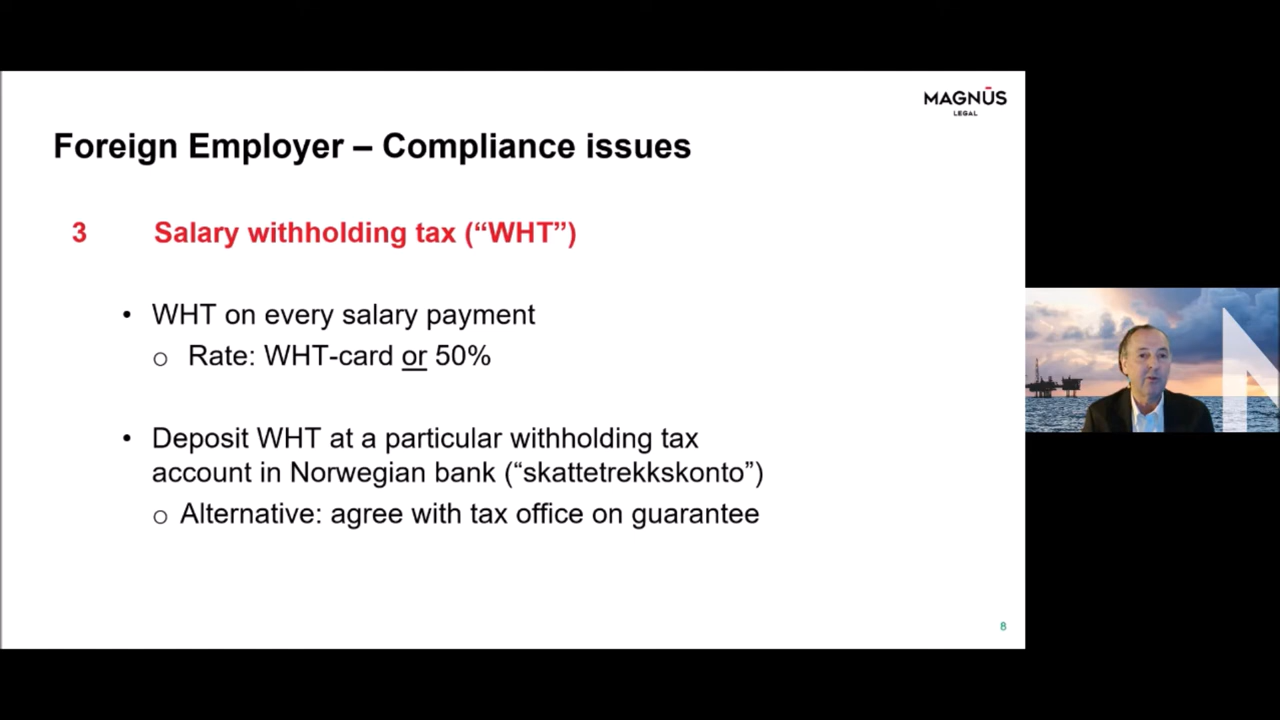 MAGNŪS
LEGAL
Foreign Employer – Compliance issues
3 Salary withholding tax (“WHT”)
• WHT on every salary payment
o Rate: WHT-card or 50%
• Deposit WHT at a particular withholding tax
account in Norwegian bank (“skattetrekkskonto”)
o Alternative: agree with tax office on guarantee
8